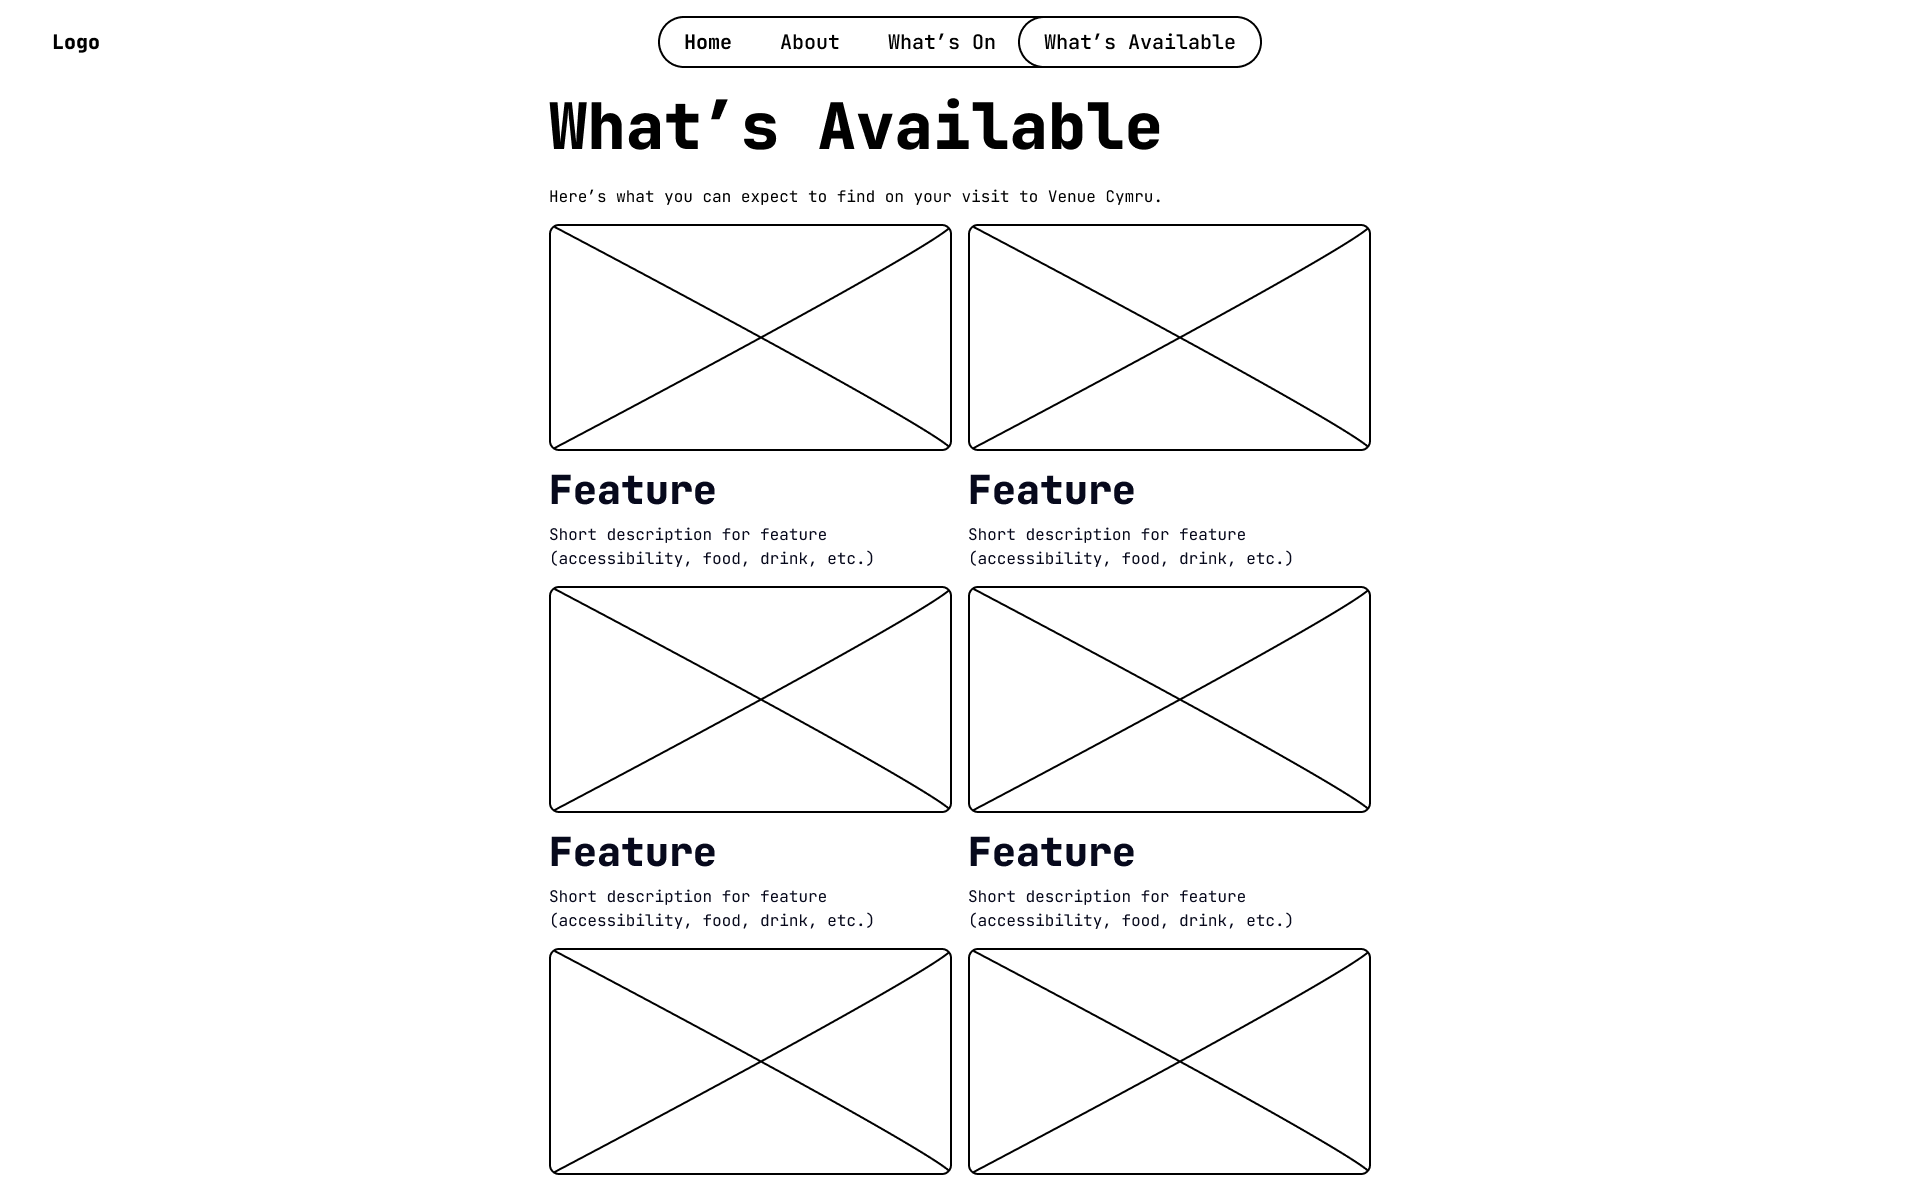 Logo
Home About What’s On What’s Available
What’s Available
Here’s what you can expect to find on your visit to Venue Cymru.
Feature
Short description for feature
(accessibility, food, drink, etc.)
Feature
Short description for feature
(accessibility, food, drink, etc.)
Feature
Short description for feature
(accessibility, food, drink, etc.)
Feature
Short description for feature
(accessibility, food, drink, etc.)